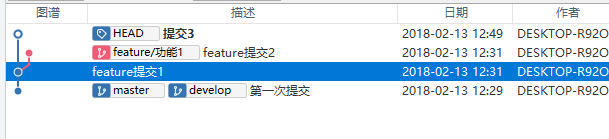 图谱 描述 日期 作者
HEAD 提交3 2018-02-13 12:49 DESKTOP-R92O
feature/功能1 feature提交2 2018-02-13 12:31 DESKTOP-R92O
feature提交1 2018-02-13 12:31 DESKTOP-R92O
master develop 第一次提交 2018-02-13 12:29 DESKTOP-R92O